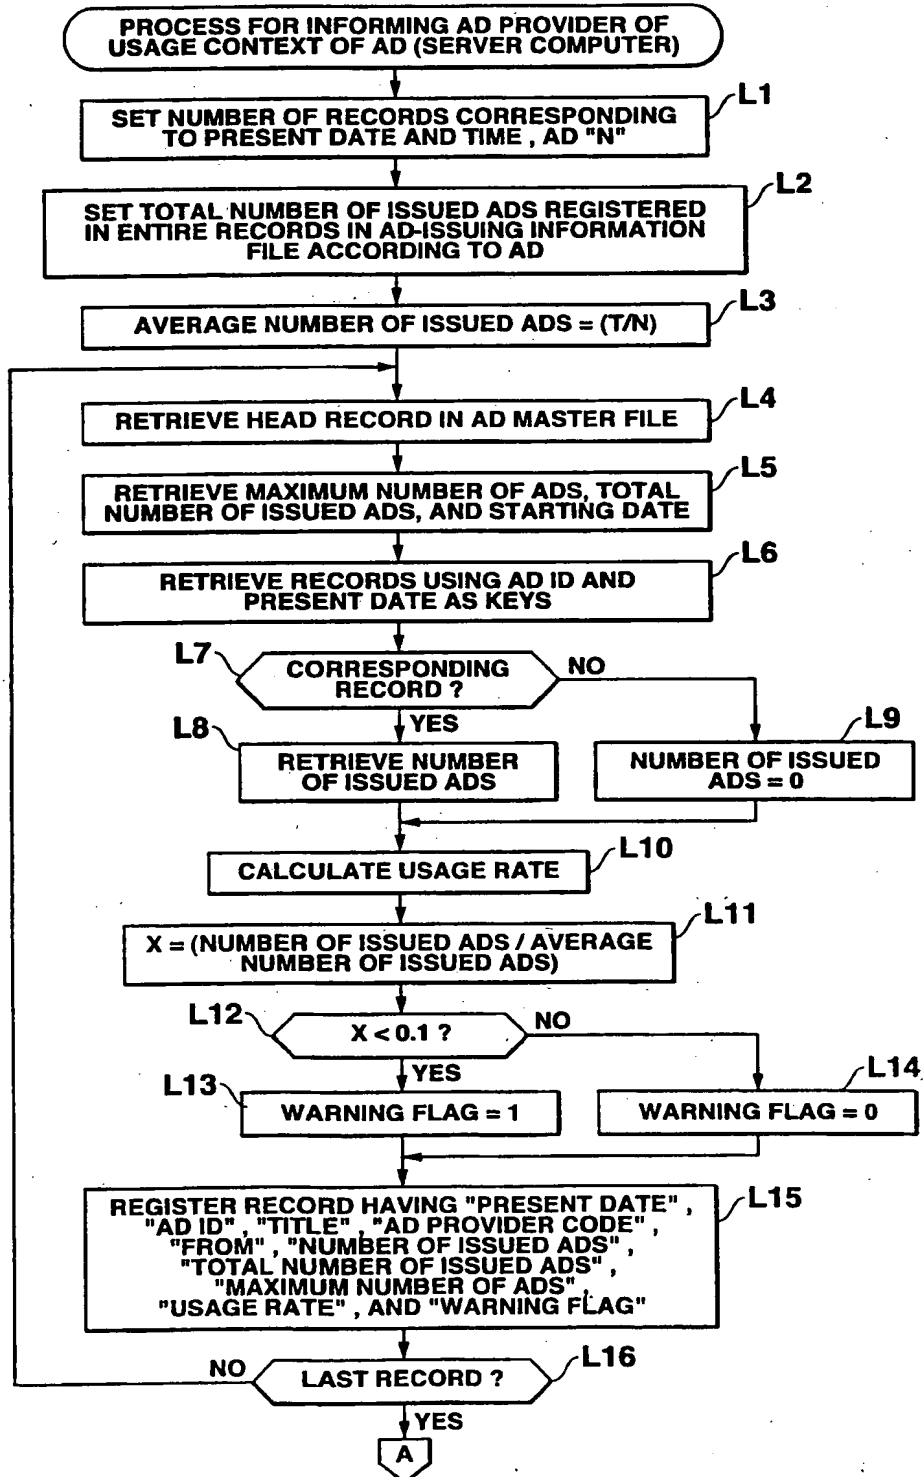 PROCESS FOR INFORMING AD PROVIDER OF
USAGE CONTEXT OF AD (SERVER COMPUTER)
L1
SET NUMBER OF RECORDS CORRESPONDING
TO PRESENT DATE AND TIME , AD "N"
L2
SET TOTAL NUMBER OF ISSUED ADS REGISTERED
IN ENTIRE RECORDS IN AD-ISSUING INFORMATION
FILE ACCORDING TO AD
L3
AVERAGE NUMBER OF ISSUED ADS = (T/N)
L4
RETRIEVE HEAD RECORD IN AD MASTER FILE
L5
RETRIEVE MAXIMUM NUMBER OF ADS, TOTAL
NUMBER OF ISSUED ADS, AND STARTING DATE
L6
RETRIEVE RECORDS USING AD ID AND
PRESENT DATE AS KEYS
L7
CORRESPONDING
RECORD ?
NO
YES
L8
RETRIEVE NUMBER
OF ISSUED ADS
L9
NUMBER OF ISSUED
ADS = 0
L10
CALCULATE USAGE RATE
L11
X = (NUMBER OF ISSUED ADS / AVERAGE
NUMBER OF ISSUED ADS)
L12
X < 0.1 ?
NO
YES
L13
WARNING FLAG = 1
L14
WARNING FLAG = 0
L15
REGISTER RECORD HAVING "PRESENT DATE" ,
"AD ID" , "TITLE" , "AD PROVIDER CODE" ,
"FROM" , "NUMBER OF ISSUED ADS" ,
"TOTAL NUMBER OF ISSUED ADS" ,
"MAXIMUM NUMBER OF ADS" ,
"USAGE RATE" , AND "WARNING FLAG"
L16
LAST RECORD ?
NO
YES
A